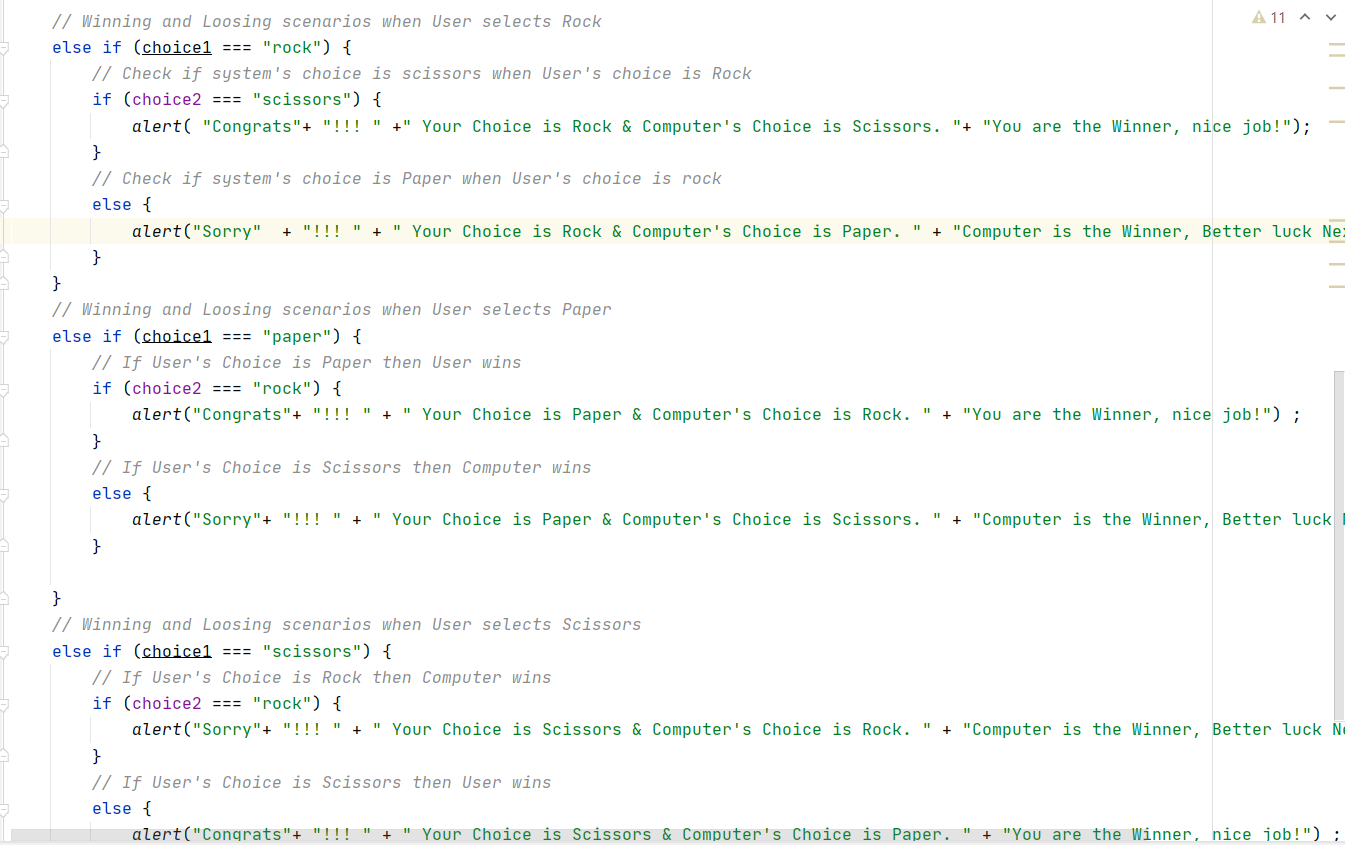 // Winning and Loosing scenarios when User selects Rock
11
else if (choice1 === "rock") {
// Check if system's choice is scissors when User's choice is Rock
if (choice2 === "scissors") {
alert( "Congrats"+ "!!! " +" Your Choice is Rock & Computer's Choice is Scissors. "+ "You are the Winner, nice job!");
}
// Check if system's choice is Paper when User's choice is rock
else {
alert("Sorry"  + "!!! " + " Your Choice is Rock & Computer's Choice is Paper. " + "Computer is the Winner, Better luck
}
}
// Winning and Loosing scenarios when User selects Paper
else if (choice1 === "paper") {
// If User's Choice is Paper then User wins
if (choice2 === "rock") {
alert("Congrats"+ "!!! " + " Your Choice is Paper & Computer's Choice is Rock. " + "You are the Winner, nice job!") ;
}
// If User's Choice is Scissors then Computer wins
else {
alert("Sorry"+ "!!! " + " Your Choice is Paper & Computer's Choice is Scissors. " + "Computer is the Winner, Better luck
}
}
// Winning and Loosing scenarios when User selects Scissors
else if (choice1 === "scissors") {
// If User's Choice is Rock then Computer wins
if (choice2 === "rock") {
alert("Sorry"+ "!!! " + " Your Choice is Scissors & Computer's Choice is Rock. " + "Computer is the Winner, Better luck
}
// If User's Choice is Scissors then User wins
else {
alert("Congrats"+ "!!! " + " Your Choice is Scissors & Computer's Choice is Paper. " + "You are the Winner, nice job!") ;